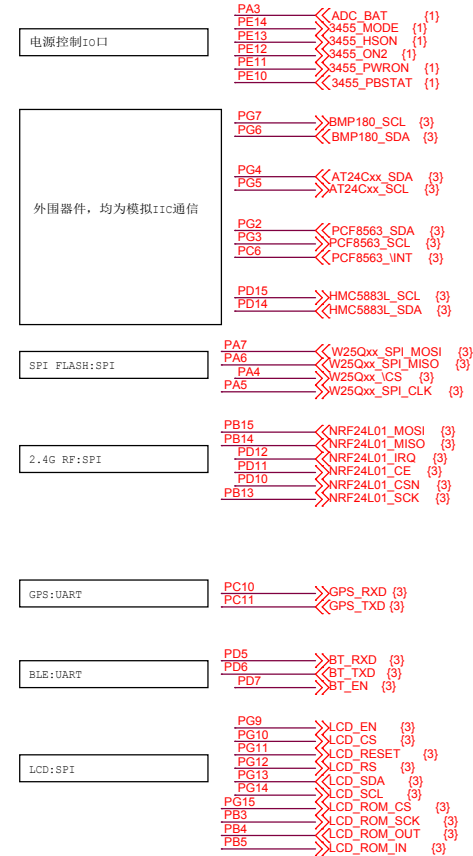 电源控制IO口
PA3 ADC_BAT {1}
PE14 3455_MODE {1}
PE13 3455_HSON {1}
PE12 3455_ON2 {1}
PE11 3455_PWRON {1}
PE10 3455_PBSTAT {1}
外围器件，均为模拟IIC通信
PG7 BMP180_SCL {3}
PG6 BMP180_SDA {3}
PG4 AT24Cxx_SDA {3}
PG5 AT24Cxx_SCL {3}
PG2 PCF8563_SDA {3}
PG3 PCF8563_SCL {3}
PC6 PCF8563_\INT {3}
PD15 HMC5883L_SCL {3}
PD14 HMC5883L_SDA {3}
SPI FLASH:SPI
PA7 W25Qxx_SPI_MOSI {3}
PA6 W25Qxx_SPI_MISO {3}
PA4 W25Qxx_\CS {3}
PA5 W25Qxx_SPI_CLK {3}
2.4G RF:SPI
PB15 NRF24L01_MOSI {3}
PB14 NRF24L01_MISO {3}
PD12 NRF24L01_IRQ {3}
PD11 NRF24L01_CE {3}
PD10 NRF24L01_CSN {3}
PB13 NRF24L01_SCK {3}
GPS:UART
PC10 GPS_RXD {3}
PC11 GPS_TXD {3}
BLE:UART
PD5 BT_RXD {3}
PD6 BT_TXD {3}
PD7 BT_EN {3}
LCD:SPI
PG9 LCD_EN {3}
PG10 LCD_CS {3}
PG11 LCD_RESET {3}
PG12 LCD_RS {3}
PG13 LCD_SDA {3}
PG14 LCD_SCL {3}
PG15 LCD_ROM_CS {3}
PB3 LCD_ROM_SCK {3}
PB4 LCD_ROM_OUT {3}
PB5 LCD_ROM_IN {3}